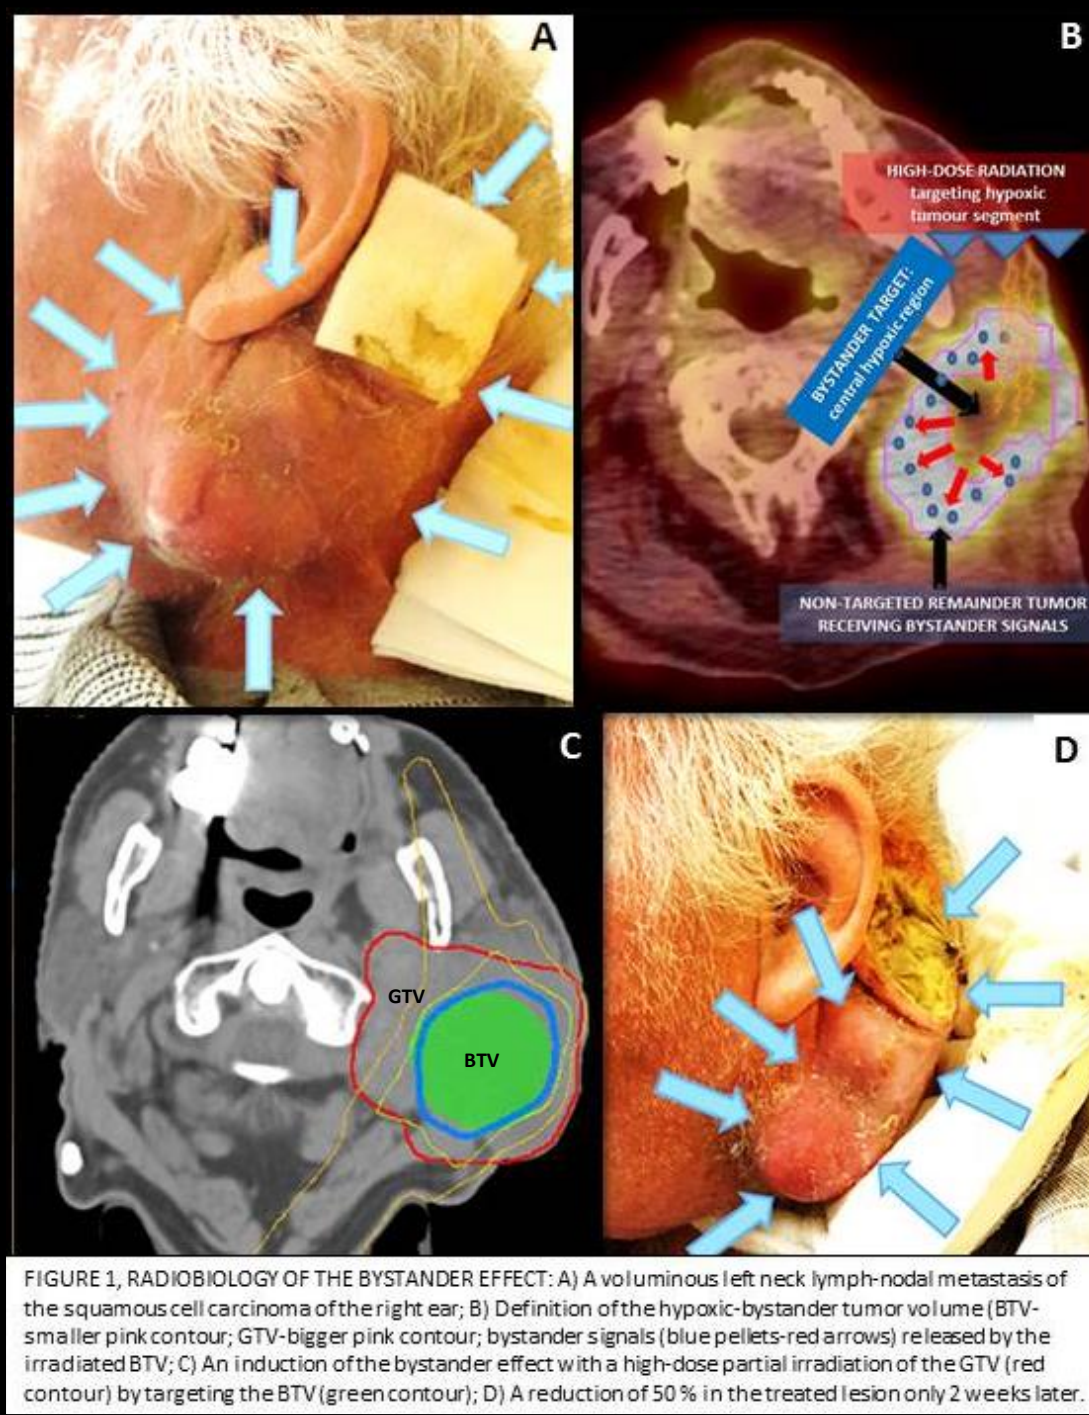 A
B
HIGH-DOSE RADIATION
targeting hypoxic
tumour segment
BYSTANDER TARGET:
central hypoxic region
NON-TARGETED REMAINDER TUMOR
RECEIVING BYSTANDER SIGNALS
C
GTV
BTV
D
FIGURE 1, RADIOBIOLOGY OF THE BYSTANDER EFFECT: A) A voluminous left neck lymph-nodal metastasis of
the squamous cell carcinoma of the right ear; B) Definition of the hypoxic-bystander tumor volume (BTV-
smaller pink contour; GTV-bigger pink contour; bystander signals (blue pellets-red arrows) released by the
irradiated BTV; C) An induction of the bystander effect with a high-dose partial irradiation of the GTV (red
contour) by targeting the BTV (green contour); D) A reduction of 50 % in the treated lesion only 2 weeks later.